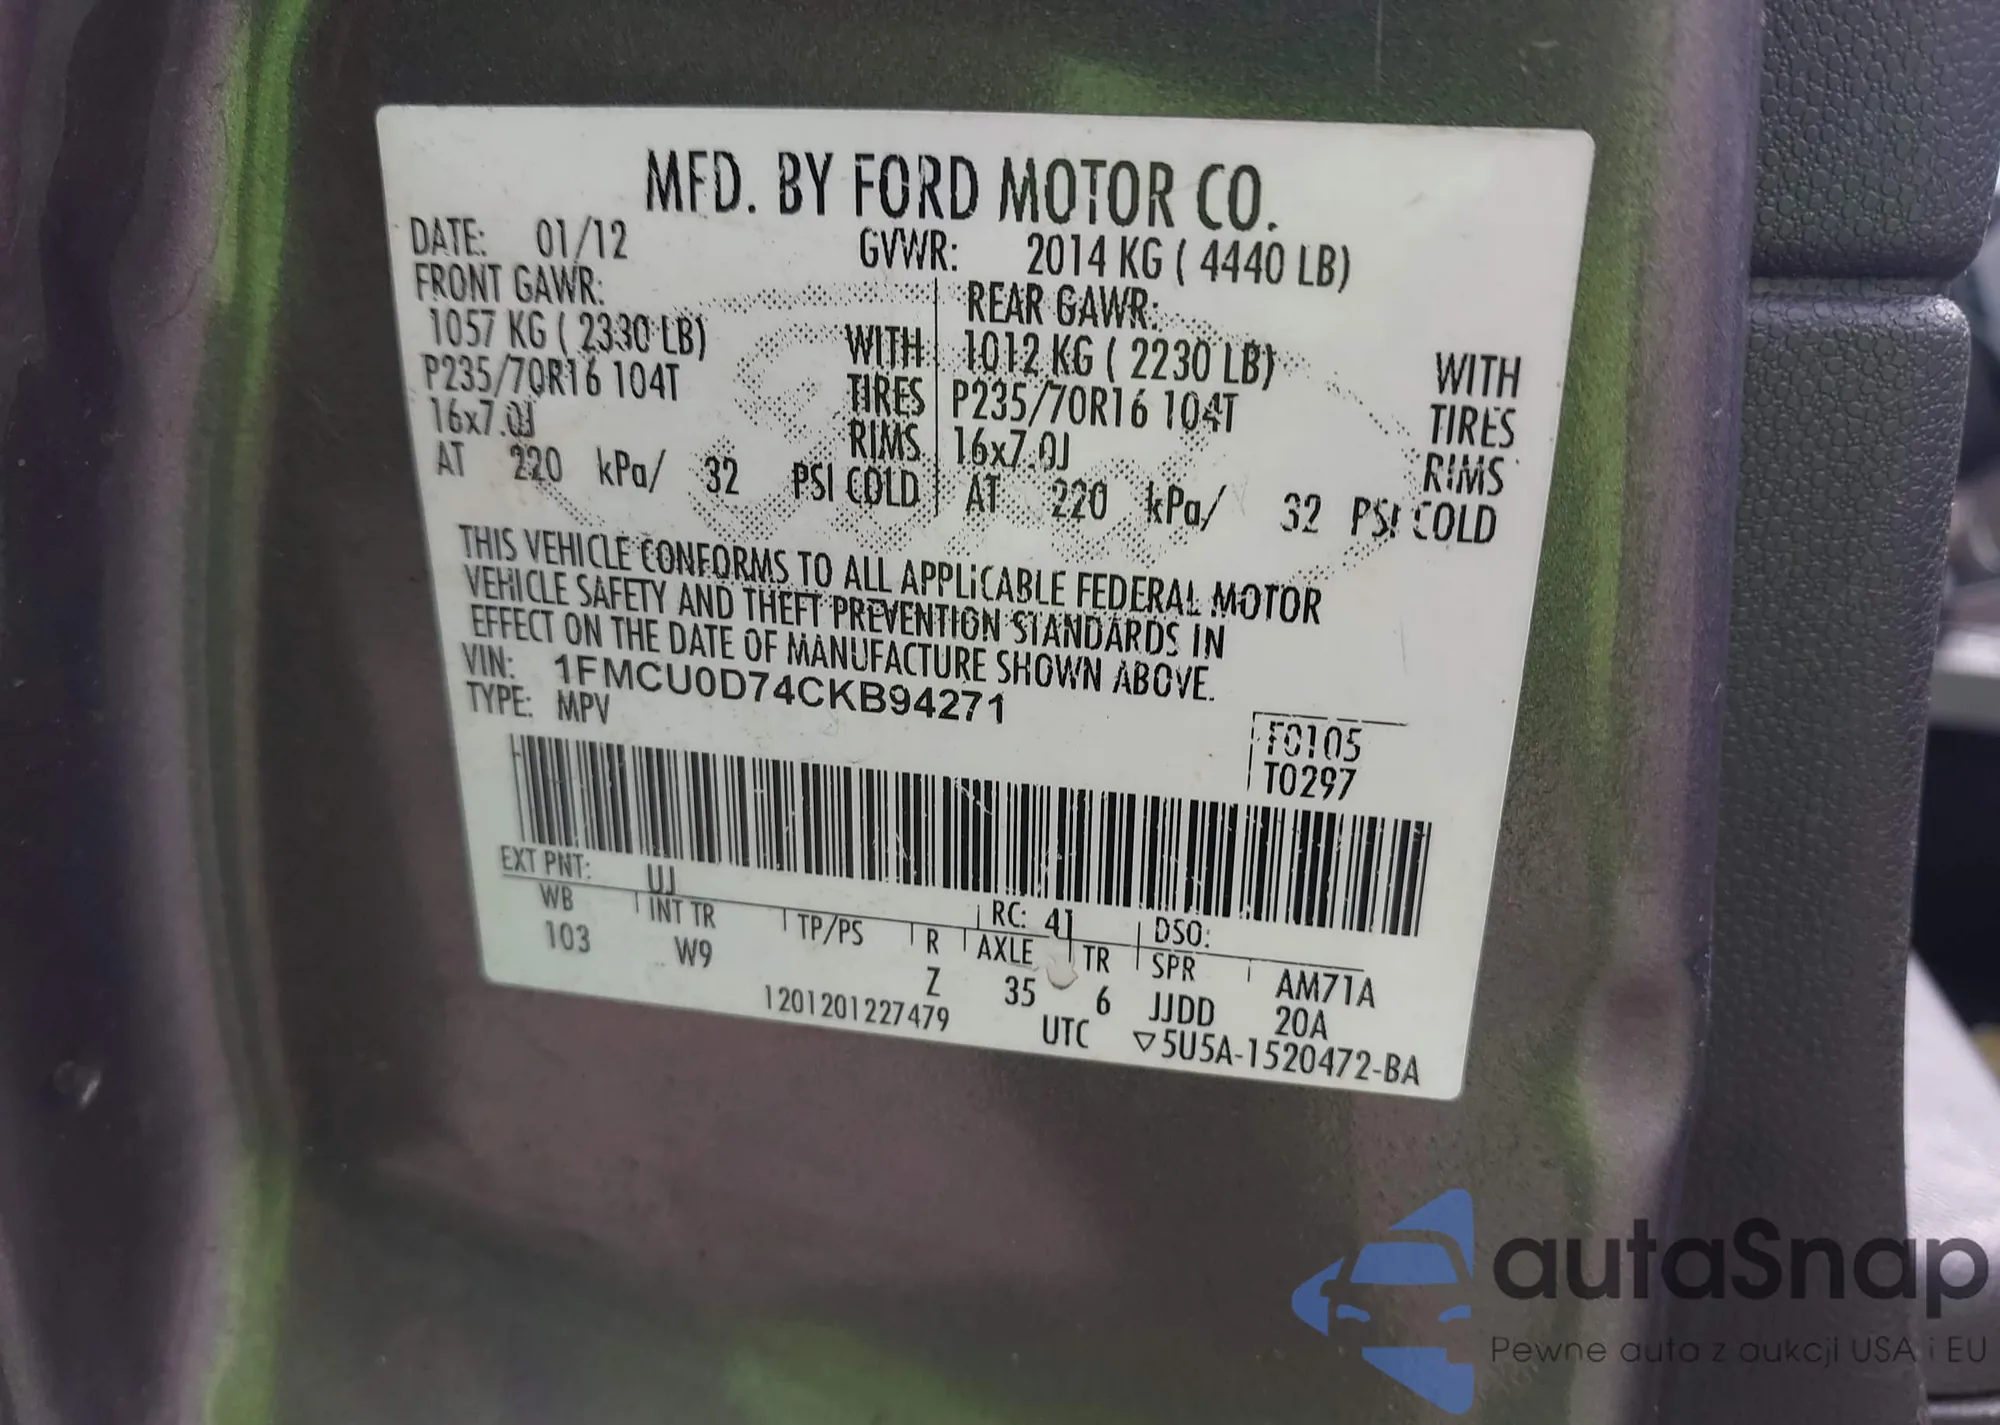 MFD. BY FORD MOTOR CO.
DATE: 01/12 GVWR: 2014 KG ( 4440 LB)
FRONT GAWR: REAR GAWR:
1057 KG ( 2330 LB) WITH 1012 KG ( 2230 LB) WITH
P235/70R16 104T TIRES P235/70R16 104T TIRES
16x7.0J RIMS 16x7.0J RIMS
AT 220 kPa/ 32 PSI COLD AT 220 kPa/ 32 PSI COLD
THIS VEHICLE CONFORMS TO ALL APPLICABLE FEDERAL MOTOR
VEHICLE SAFETY AND THEFT PREVENTION STANDARDS IN
EFFECT ON THE DATE OF MANUFACTURE SHOWN ABOVE.
VIN: 1FMCU0D74CKB94271
TYPE: MPV
F0105
T0297
EXT PNT: UJ RC: 41 DSO:
WB INT TR TP/PS R AXLE TR SPR AM71A
103 W9 Z 35 6 JJDD 20A
1201201227479 UTC ▽5U5A-1520472-BA
autaSnap
Pewne auto z aukcji USA i EU